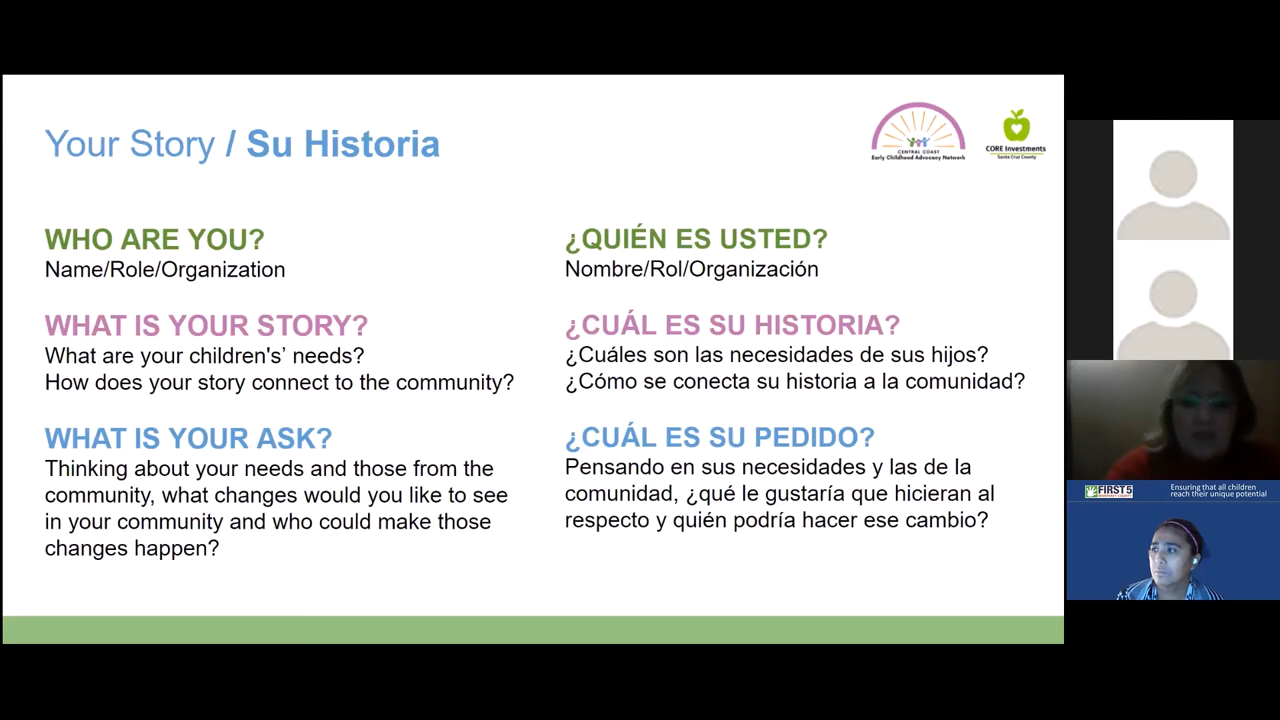 Your Story / Su Historia
CENTRAL COAST
Early Childhood Advocacy Network
CORE Investments
Santa Cruz County
WHO ARE YOU?
Name/Role/Organization
WHAT IS YOUR STORY?
What are your children's’ needs?
How does your story connect to the community?
WHAT IS YOUR ASK?
Thinking about your needs and those from the
community, what changes would you like to see
in your community and who could make those
changes happen?
¿QUIÉN ES USTED?
Nombre/Rol/Organización
¿CUÁL ES SU HISTORIA?
¿Cuáles son las necesidades de sus hijos?
¿Cómo se conecta su historia a la comunidad?
¿CUÁL ES SU PEDIDO?
Pensando en sus necesidades y las de la
comunidad, ¿qué le gustaría que hicieran al
respecto y quién podría hacer ese cambio?
FIRST 5
Ensuring that all children
reach their unique potential